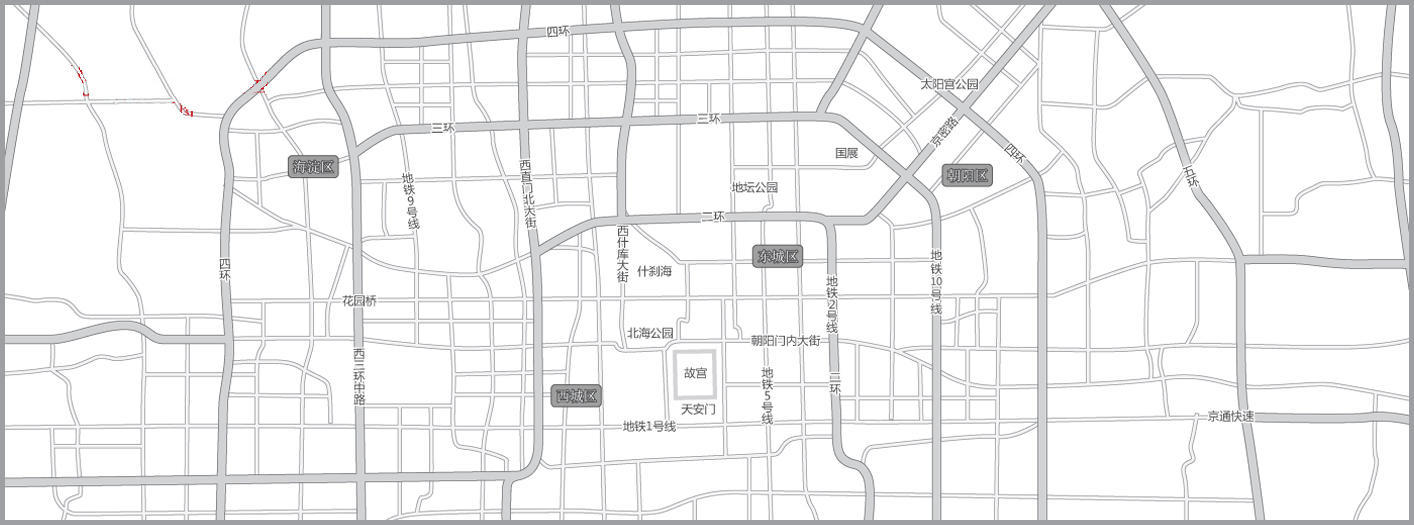 四环
太阳宫公园
三环
三环
京密路
四环
国展
海淀区
朝阳区
五环
西直门北大街
地铁9号线
地坛公园
二环
西什库大街
东城区
四环
什刹海
地铁10号线
地铁2号线
花园桥
北海公园
朝阳门内大街
西三环中路
故宫
地铁5号线
二环
西城区
天安门
地铁1号线
京通快速